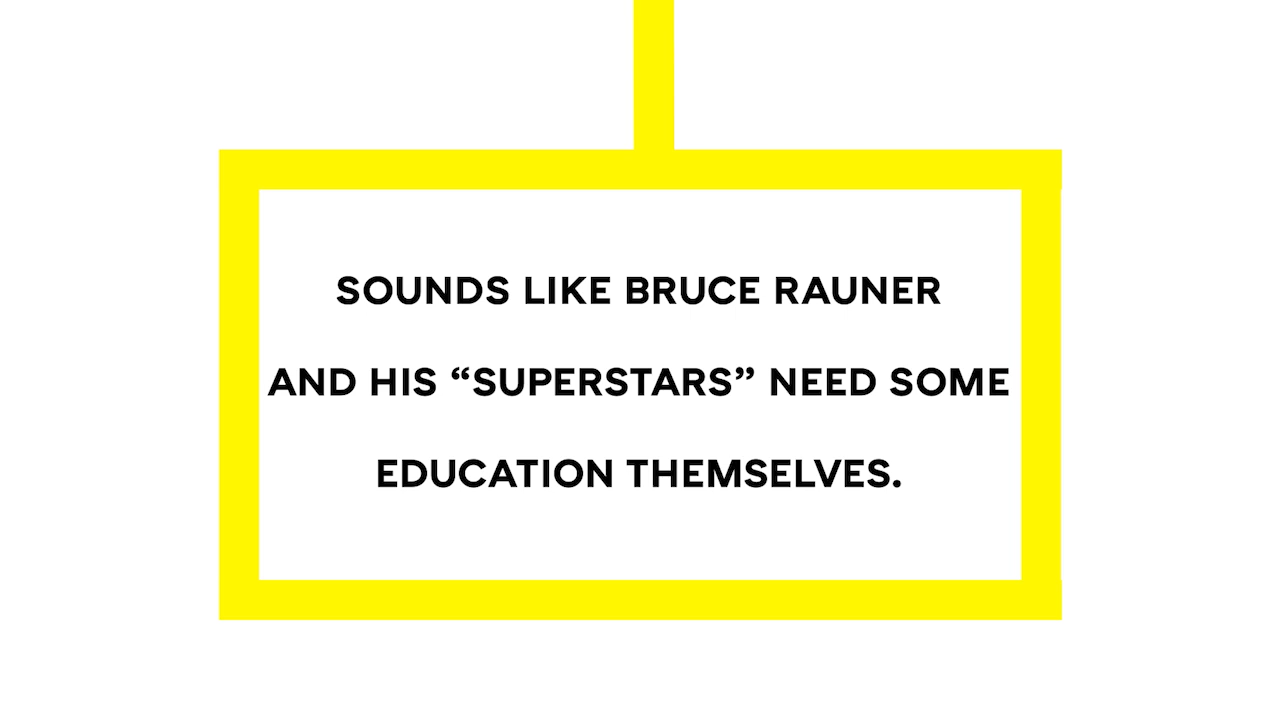 SOUNDS LIKE BRUCE RAUNER
AND HIS “SUPERSTARS” NEED SOME
EDUCATION THEMSELVES.